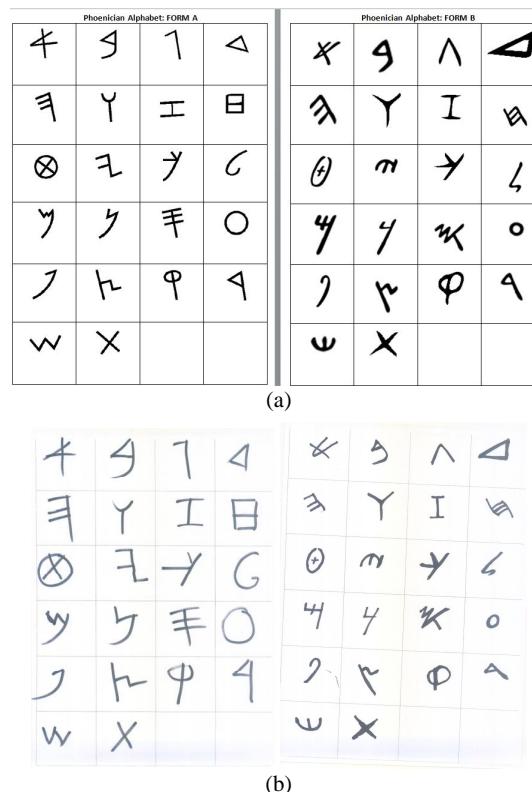 Phoenician Alphabet: FORM A
𐤀 𐤁 𐤂 𐤃
𐤄 𐤅 𐤆 𐤇
𐤈 𐤉 𐤊 𐤋
𐤌 𐤍 𐤎 𐤏
𐤐 𐤑 𐤒 𐤓
𐤔 𐤕
Phoenician Alphabet: FORM B
𐤀 𐤁 𐤂 𐤃
𐤄 𐤅 𐤆 𐤇
𐤈 𐤉 𐤊 𐤋
𐤌 𐤍 𐤎 𐤏
𐤐 𐤑 𐤒 𐤓
𐤔 𐤕
(a)
𐤀 𐤁 𐤂 𐤃
𐤄 𐤅 𐤆 𐤇
𐤈 𐤉 𐤊 𐤋
𐤌 𐤍 𐤎 𐤏
𐤐 𐤑 𐤒 𐤓
𐤔 𐤕
𐤀 𐤁 𐤂 𐤃
𐤄 𐤅 𐤆 𐤇
𐤈 𐤉 𐤊 𐤋
𐤌 𐤍 𐤎 𐤏
𐤐 𐤑 𐤒 𐤓
𐤔 𐤕
(b)